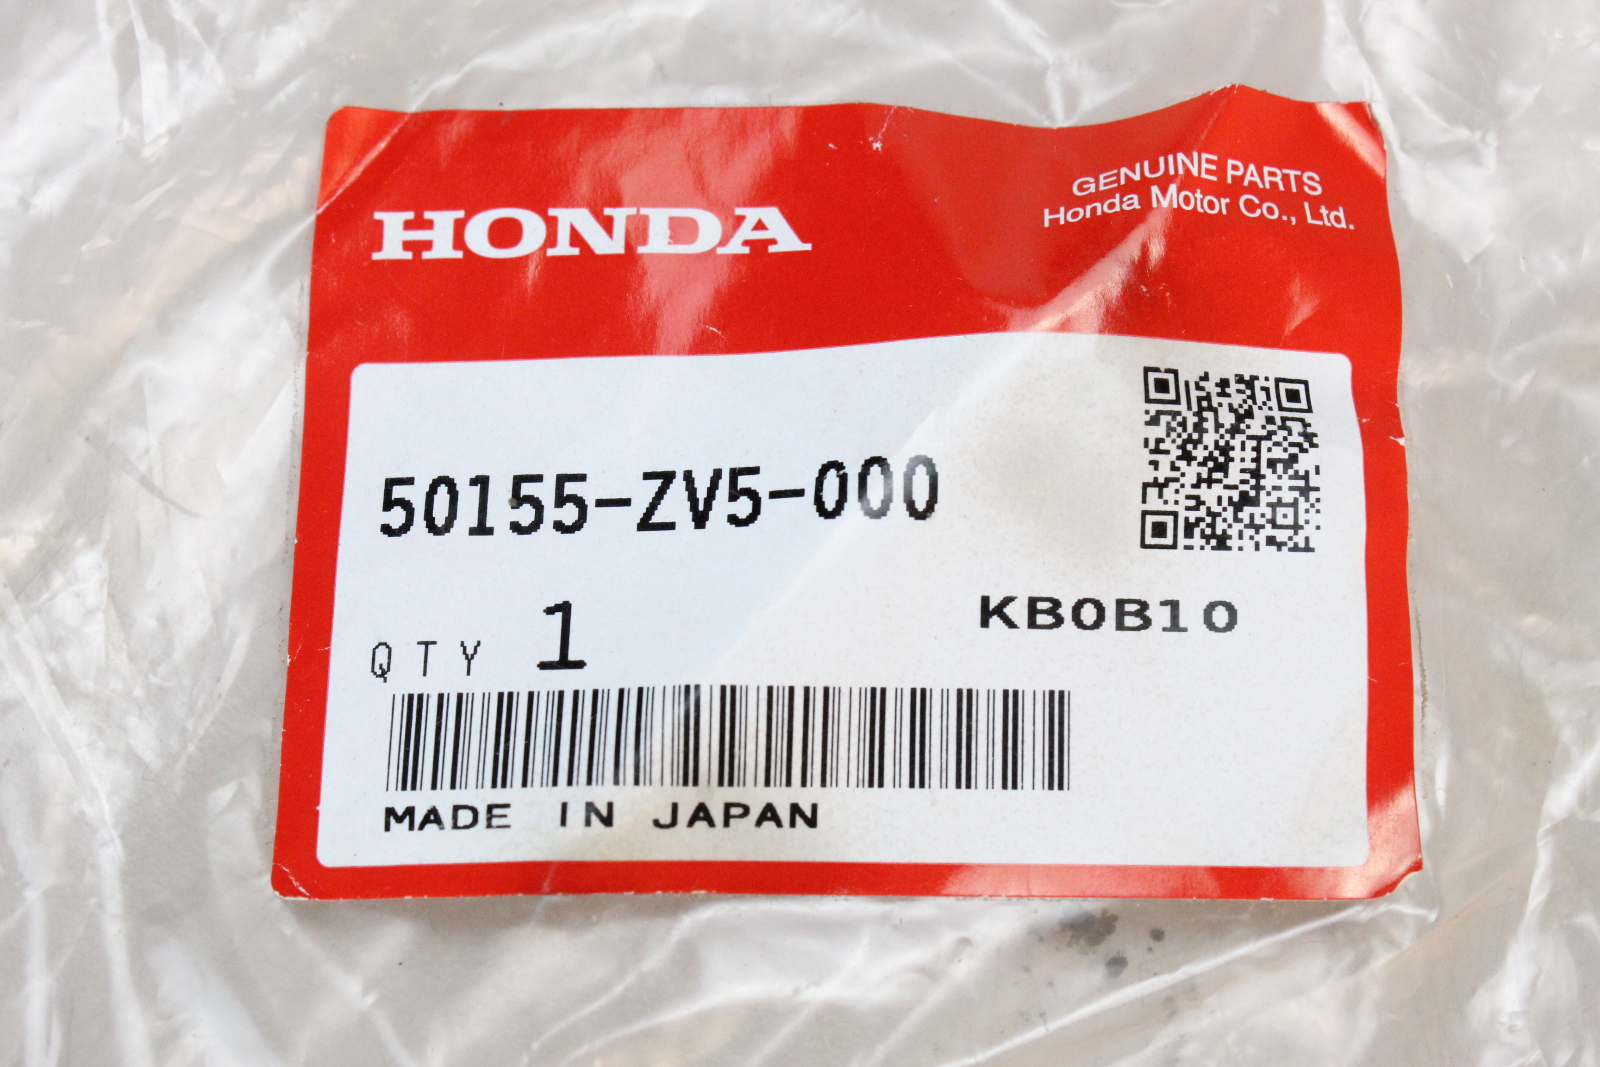 HONDA
GENUINE PARTS
Honda Motor Co., Ltd.
50155-ZV5-000
QTY 1
KB0B10
MADE IN JAPAN